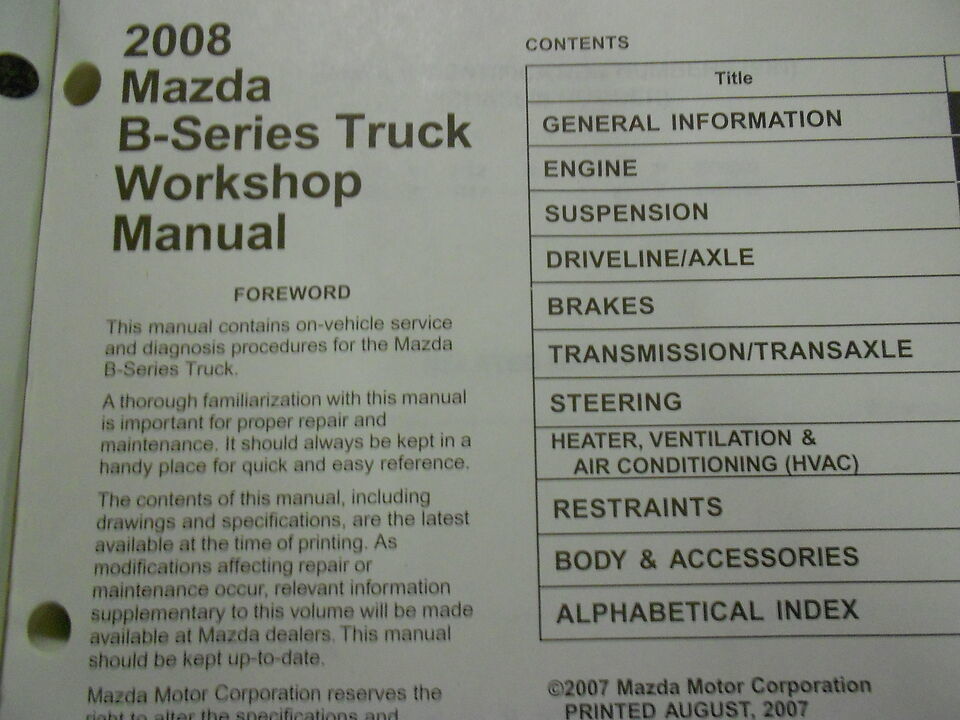 2008
Mazda
B-Series Truck
Workshop
Manual
FOREWORD
This manual contains on-vehicle service
and diagnosis procedures for the Mazda
B-Series Truck.
A thorough familiarization with this manual
is important for proper repair and
maintenance. It should always be kept in a
handy place for quick and easy reference.
The contents of this manual, including
drawings and specifications, are the latest
available at the time of printing. As
modifications affecting repair or
maintenance occur, relevant information
supplementary to this volume will be made
available at Mazda dealers. This manual
should be kept up-to-date.
Mazda Motor Corporation reserves the
right to alter the specifications and
CONTENTS
Title
GENERAL INFORMATION
ENGINE
SUSPENSION
DRIVELINE/AXLE
BRAKES
TRANSMISSION/TRANSAXLE
STEERING
HEATER, VENTILATION &
AIR CONDITIONING (HVAC)
RESTRAINTS
BODY & ACCESSORIES
ALPHABETICAL INDEX
©2007 Mazda Motor Corporation
PRINTED AUGUST, 2007